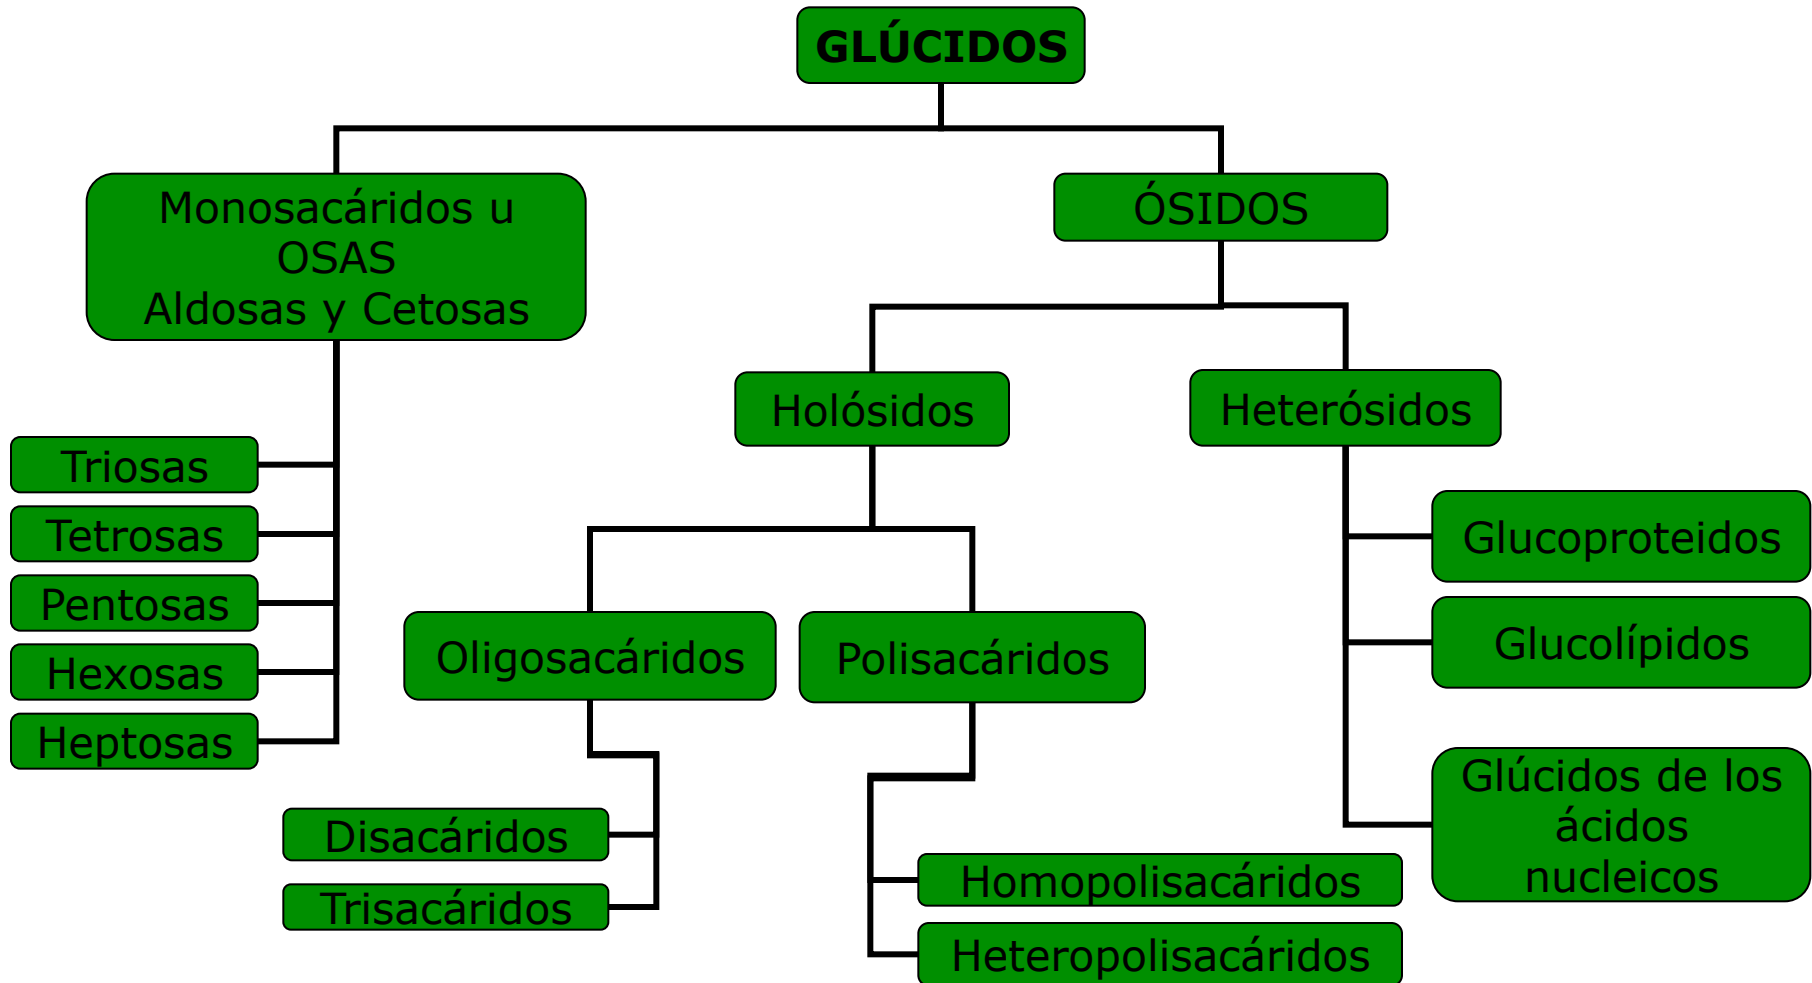 GLÚCIDOS
Monosacáridos u
OSAS
Aldosas y Cetosas
ÓSIDOS
Holósidos
Heterósidos
Triosas
Tetrosas
Pentosas
Hexosas
Heptosas
Glucoproteidos
Glucolípidos
Glúcidos de los
ácidos
nucleicos
Oligosacáridos
Polisacáridos
Disacáridos
Trisacáridos
Homopolisacáridos
Heteropolisacáridos